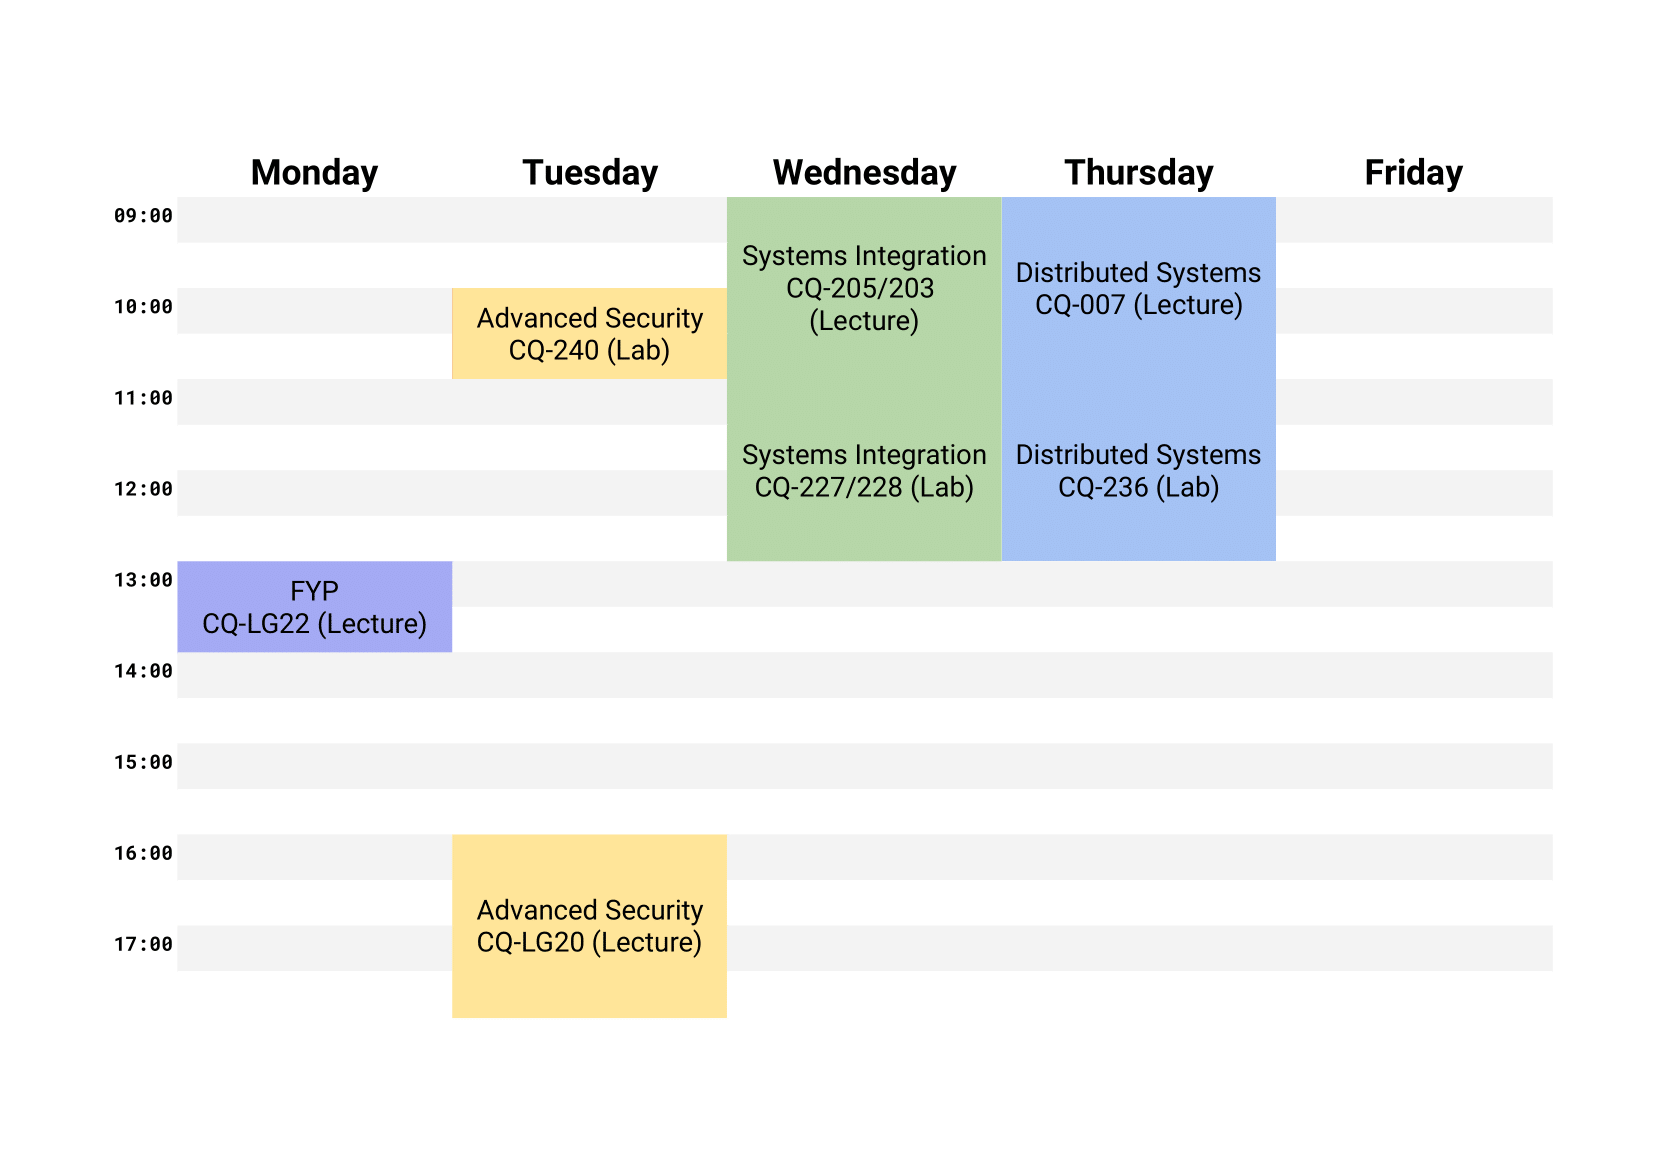 Monday Tuesday Wednesday Thursday Friday
09:00
Systems Integration
CQ-205/203
(Lecture)
Distributed Systems
CQ-007 (Lecture)
10:00
Advanced Security
CQ-240 (Lab)
11:00
Systems Integration
CQ-227/228 (Lab)
Distributed Systems
CQ-236 (Lab)
12:00
13:00
FYP
CQ-LG22 (Lecture)
14:00
15:00
16:00
Advanced Security
CQ-LG20 (Lecture)
17:00